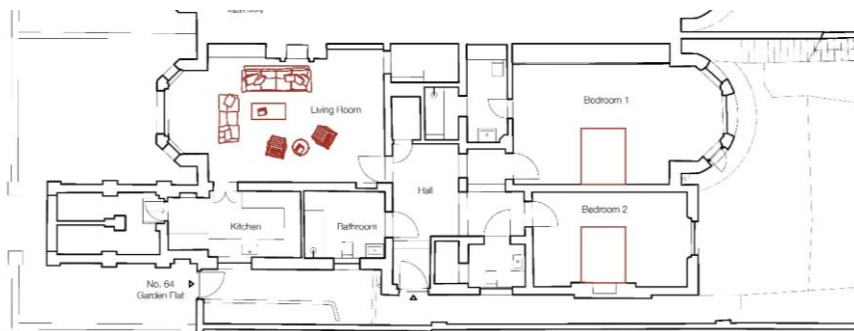 Living Room
Bedroom 1
Hall
Kitchen
Bathroom
Bedroom 2
No. 64
Garden Flat